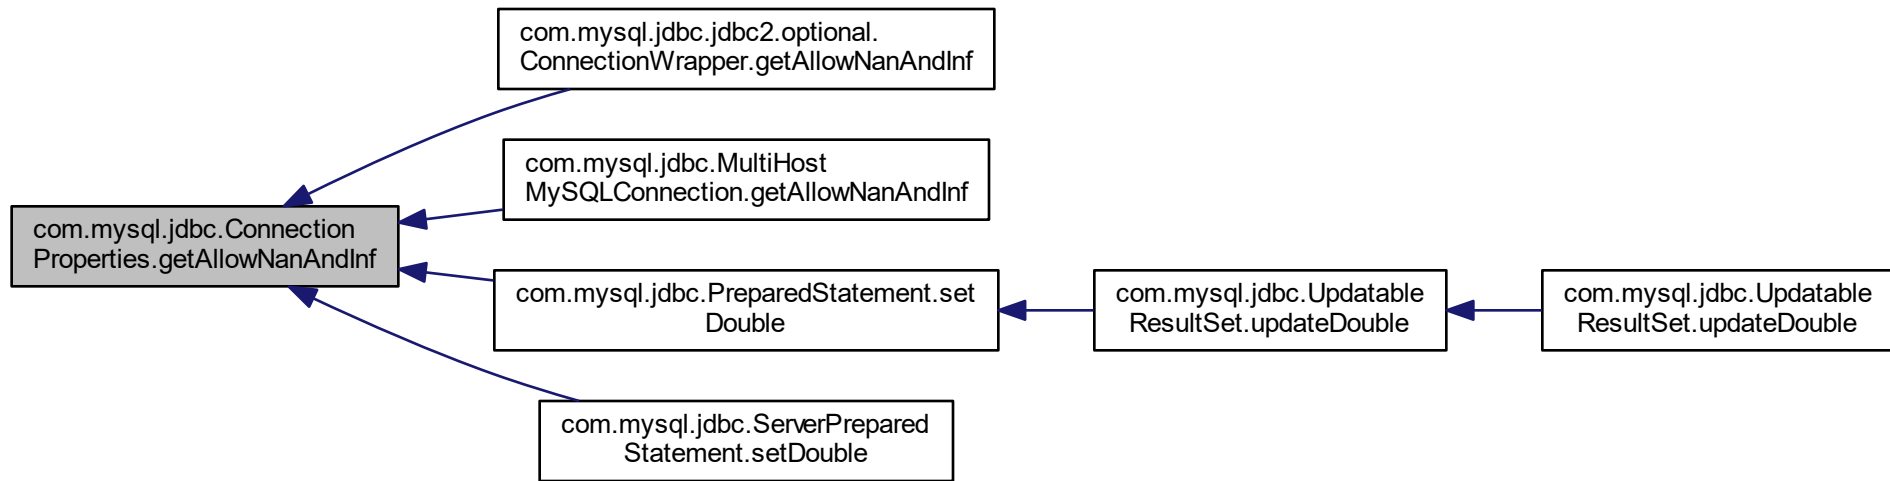 com.mysql.jdbc.jdbc2.optional.
ConnectionWrapper.getAllowNanAndInf
com.mysql.jdbc.MultiHost
MySQLConnection.getAllowNanAndInf
com.mysql.jdbc.Connection
Properties.getAllowNanAndInf
com.mysql.jdbc.PreparedStatement.set
Double
com.mysql.jdbc.Updatable
ResultSet.updateDouble
com.mysql.jdbc.Updatable
ResultSet.updateDouble
com.mysql.jdbc.ServerPrepared
Statement.setDouble